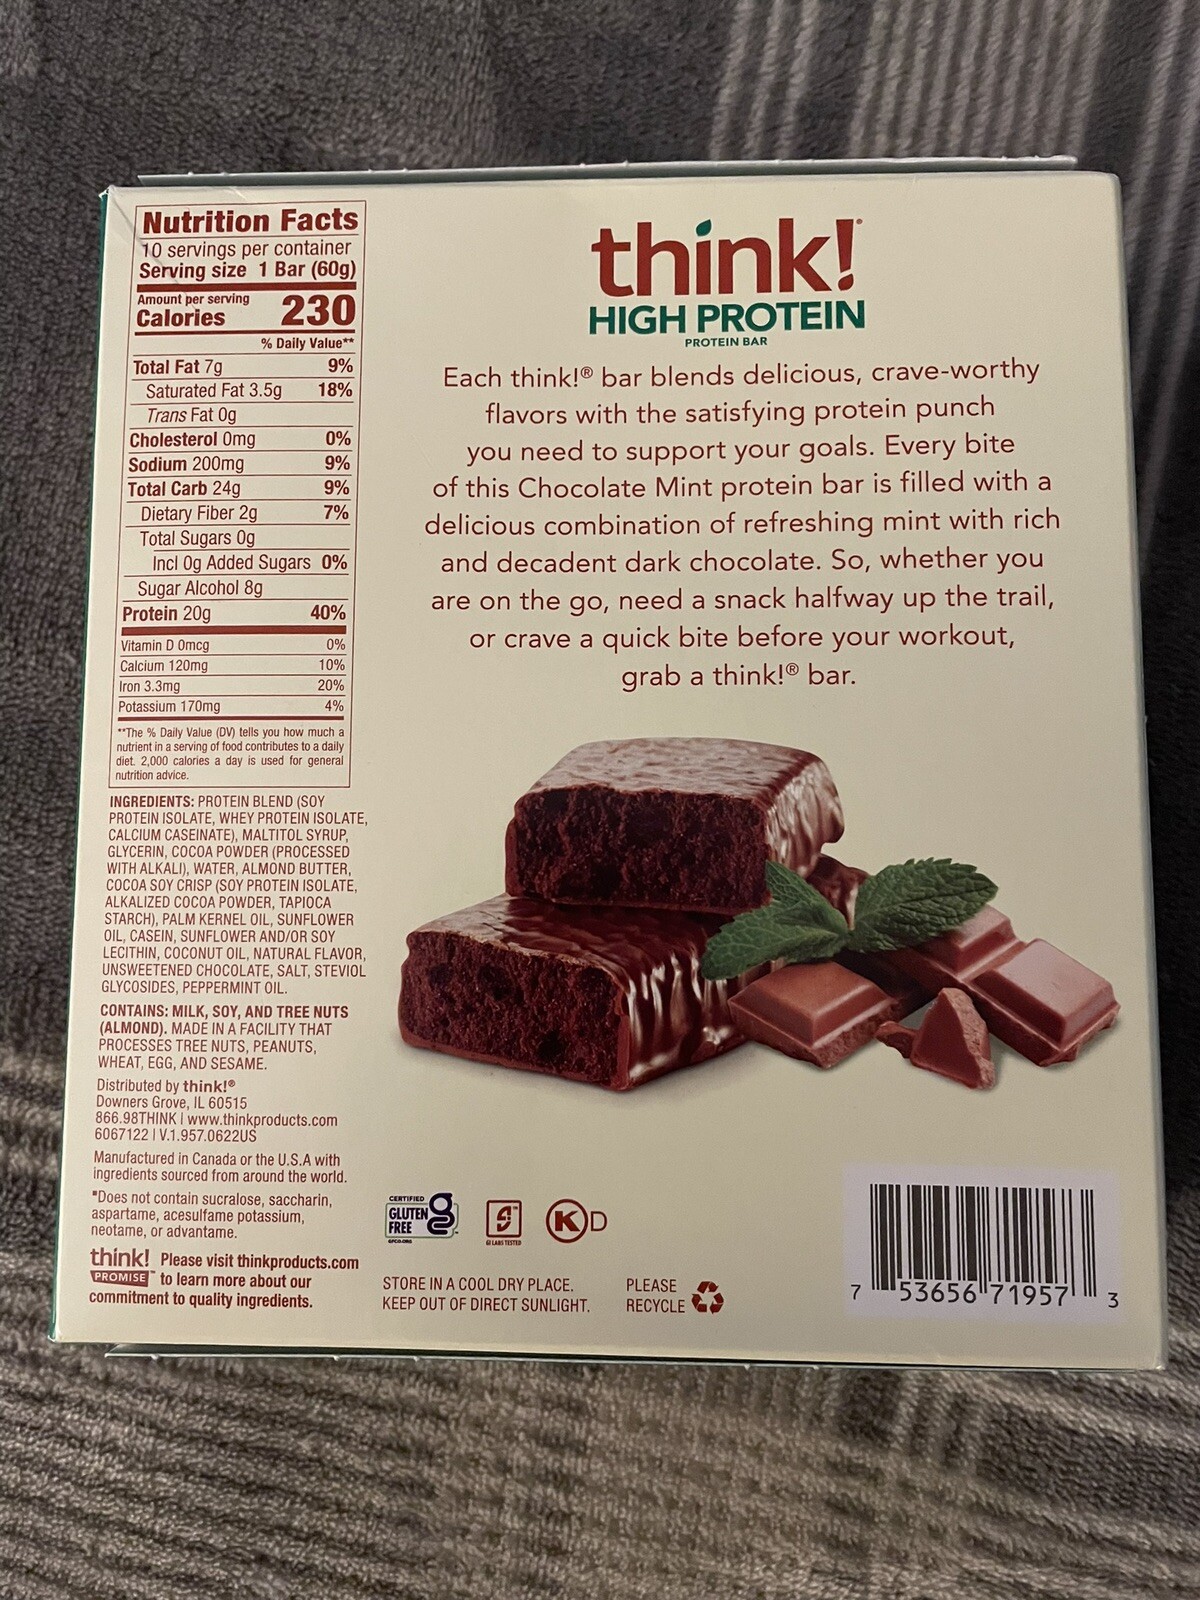 Nutrition Facts
10 servings per container
Serving size 1 Bar (60g)
Amount per serving
Calories 230
% Daily Value**
Total Fat 7g 9%
Saturated Fat 3.5g 18%
Trans Fat 0g
Cholesterol 0mg 0%
Sodium 200mg 9%
Total Carb 24g 9%
Dietary Fiber 2g 7%
Total Sugars 0g
Incl 0g Added Sugars 0%
Sugar Alcohol 8g
Protein 20g 40%
Vitamin D 0mcg 0%
Calcium 120mg 10%
Iron 3.3mg 20%
Potassium 170mg 4%
**The % Daily Value (DV) tells you how much a
nutrient in a serving of food contributes to a daily
diet. 2,000 calories a day is used for general
nutrition advice.
INGREDIENTS: PROTEIN BLEND (SOY
PROTEIN ISOLATE, WHEY PROTEIN ISOLATE,
CALCIUM CASEINATE), MALTITOL SYRUP,
GLYCERIN, COCOA POWDER (PROCESSED
WITH ALKALI), WATER, ALMOND BUTTER,
COCOA SOY CRISP (SOY PROTEIN ISOLATE,
ALKALIZED COCOA POWDER, TAPIOCA
STARCH), PALM KERNEL OIL, SUNFLOWER
OIL, CASEIN, SUNFLOWER AND/OR SOY
LECITHIN, COCONUT OIL, NATURAL FLAVOR,
UNSWEETENED CHOCOLATE, SALT, STEVIOL
GLYCOSIDES, PEPPERMINT OIL.
CONTAINS: MILK, SOY, AND TREE NUTS
(ALMOND). MADE IN A FACILITY THAT
PROCESSES TREE NUTS, PEANUTS,
WHEAT, EGG, AND SESAME.
Distributed by think!®
Downers Grove, IL 60515
866.98THINK | www.thinkproducts.com
6067122 | V.1.957.0622US
Manufactured in Canada or the U.S.A with
ingredients sourced from around the world.
■Does not contain sucralose, saccharin,
aspartame, acesulfame potassium,
neotame, or advantame.
think! Please visit thinkproducts.com
PROMISE™ to learn more about our
commitment to quality ingredients.
think!®
HIGH PROTEIN
PROTEIN BAR
Each think!® bar blends delicious, crave-worthy
flavors with the satisfying protein punch
you need to support your goals. Every bite
of this Chocolate Mint protein bar is filled with a
delicious combination of refreshing mint with rich
and decadent dark chocolate. So, whether you
are on the go, need a snack halfway up the trail,
or crave a quick bite before your workout,
grab a think!® bar.
CERTIFIED
GLUTEN
FREE
GFCO.ORG
GI LABS TESTED
K D
STORE IN A COOL DRY PLACE.
KEEP OUT OF DIRECT SUNLIGHT.
PLEASE
RECYCLE
7 53656 71957 3